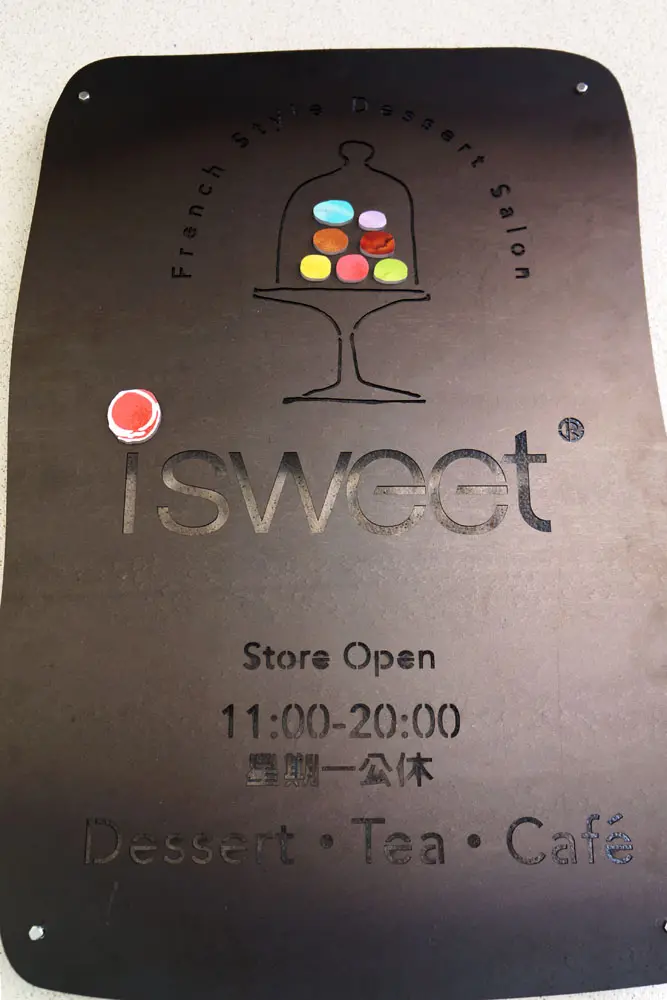 French Style Dessert Salon
isweet®
Store Open
11:00-20:00
星期一公休
Dessert • Tea • Café